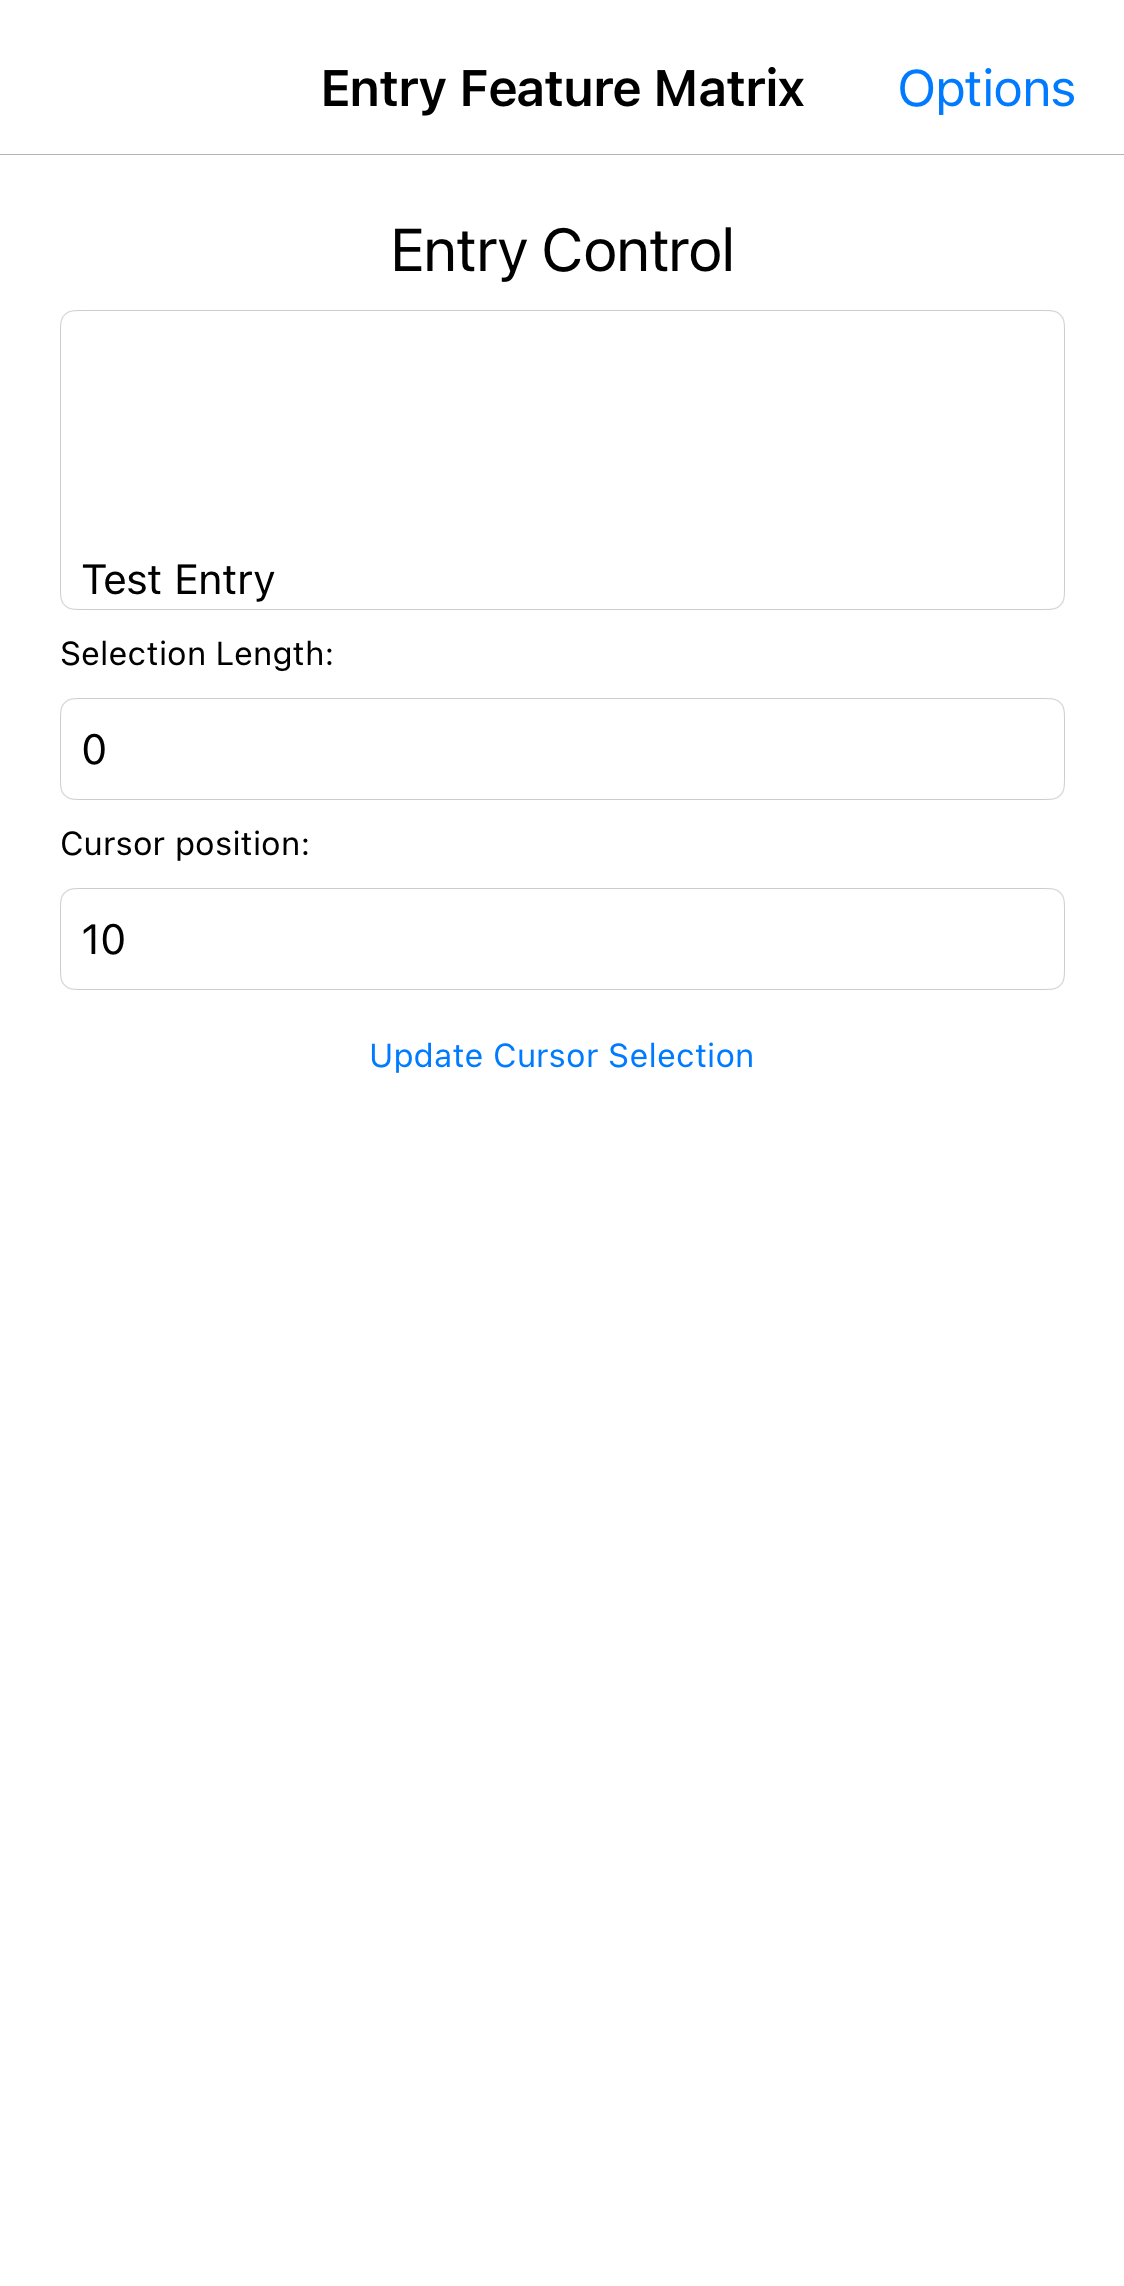 Entry Feature Matrix Options
Entry Control
Test Entry
Selection Length:
0
Cursor position:
10
Update Cursor Selection